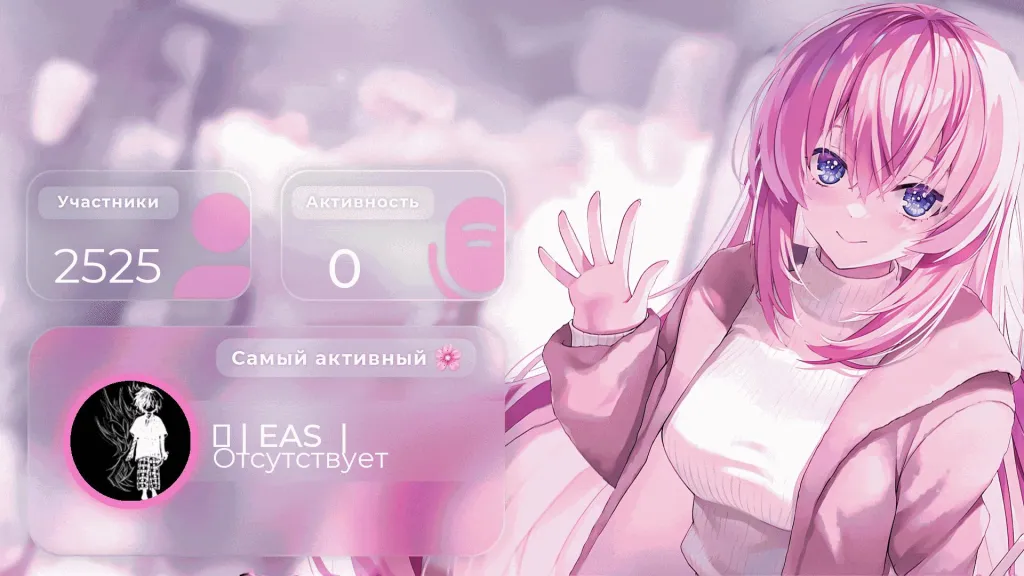 Участники
Активность
2525
0
Самый активный 🌸
▯ | EAS |
Отсутствует